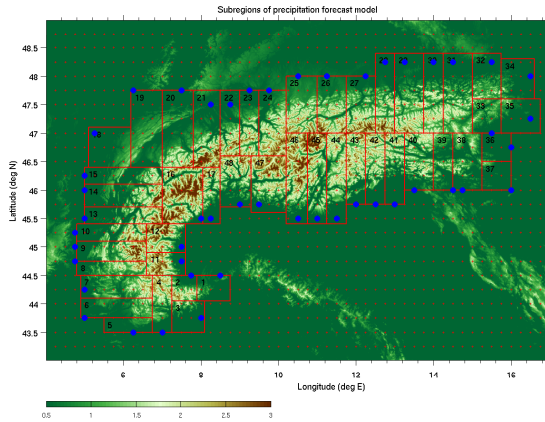 Subregions of precipitation forecast model
48.5
48
47.5
47
46.5
46
45.5
45
44.5
44
43.5
Latitude (deg N)
19 20 21 22 23 24 25 26 27 32 34
33 35
18 48 47 46 45 44 43 42 41 40 39 38 36
15 16 17 37
14
13
10 12
9 11
8
7 4 2 1
6 3
5
6 8 10 12 14 16
Longitude (deg E)
0.5 1 1.5 2 2.5 3